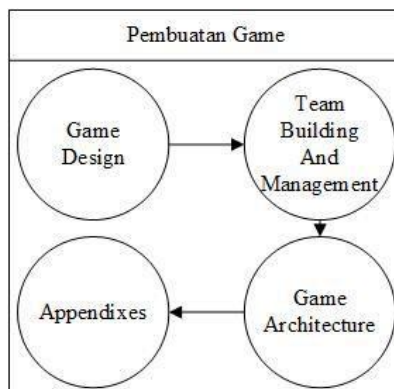 Pembuatan Game
Game
Design
Team
Building
And
Management
Game
Architecture
Appendixes